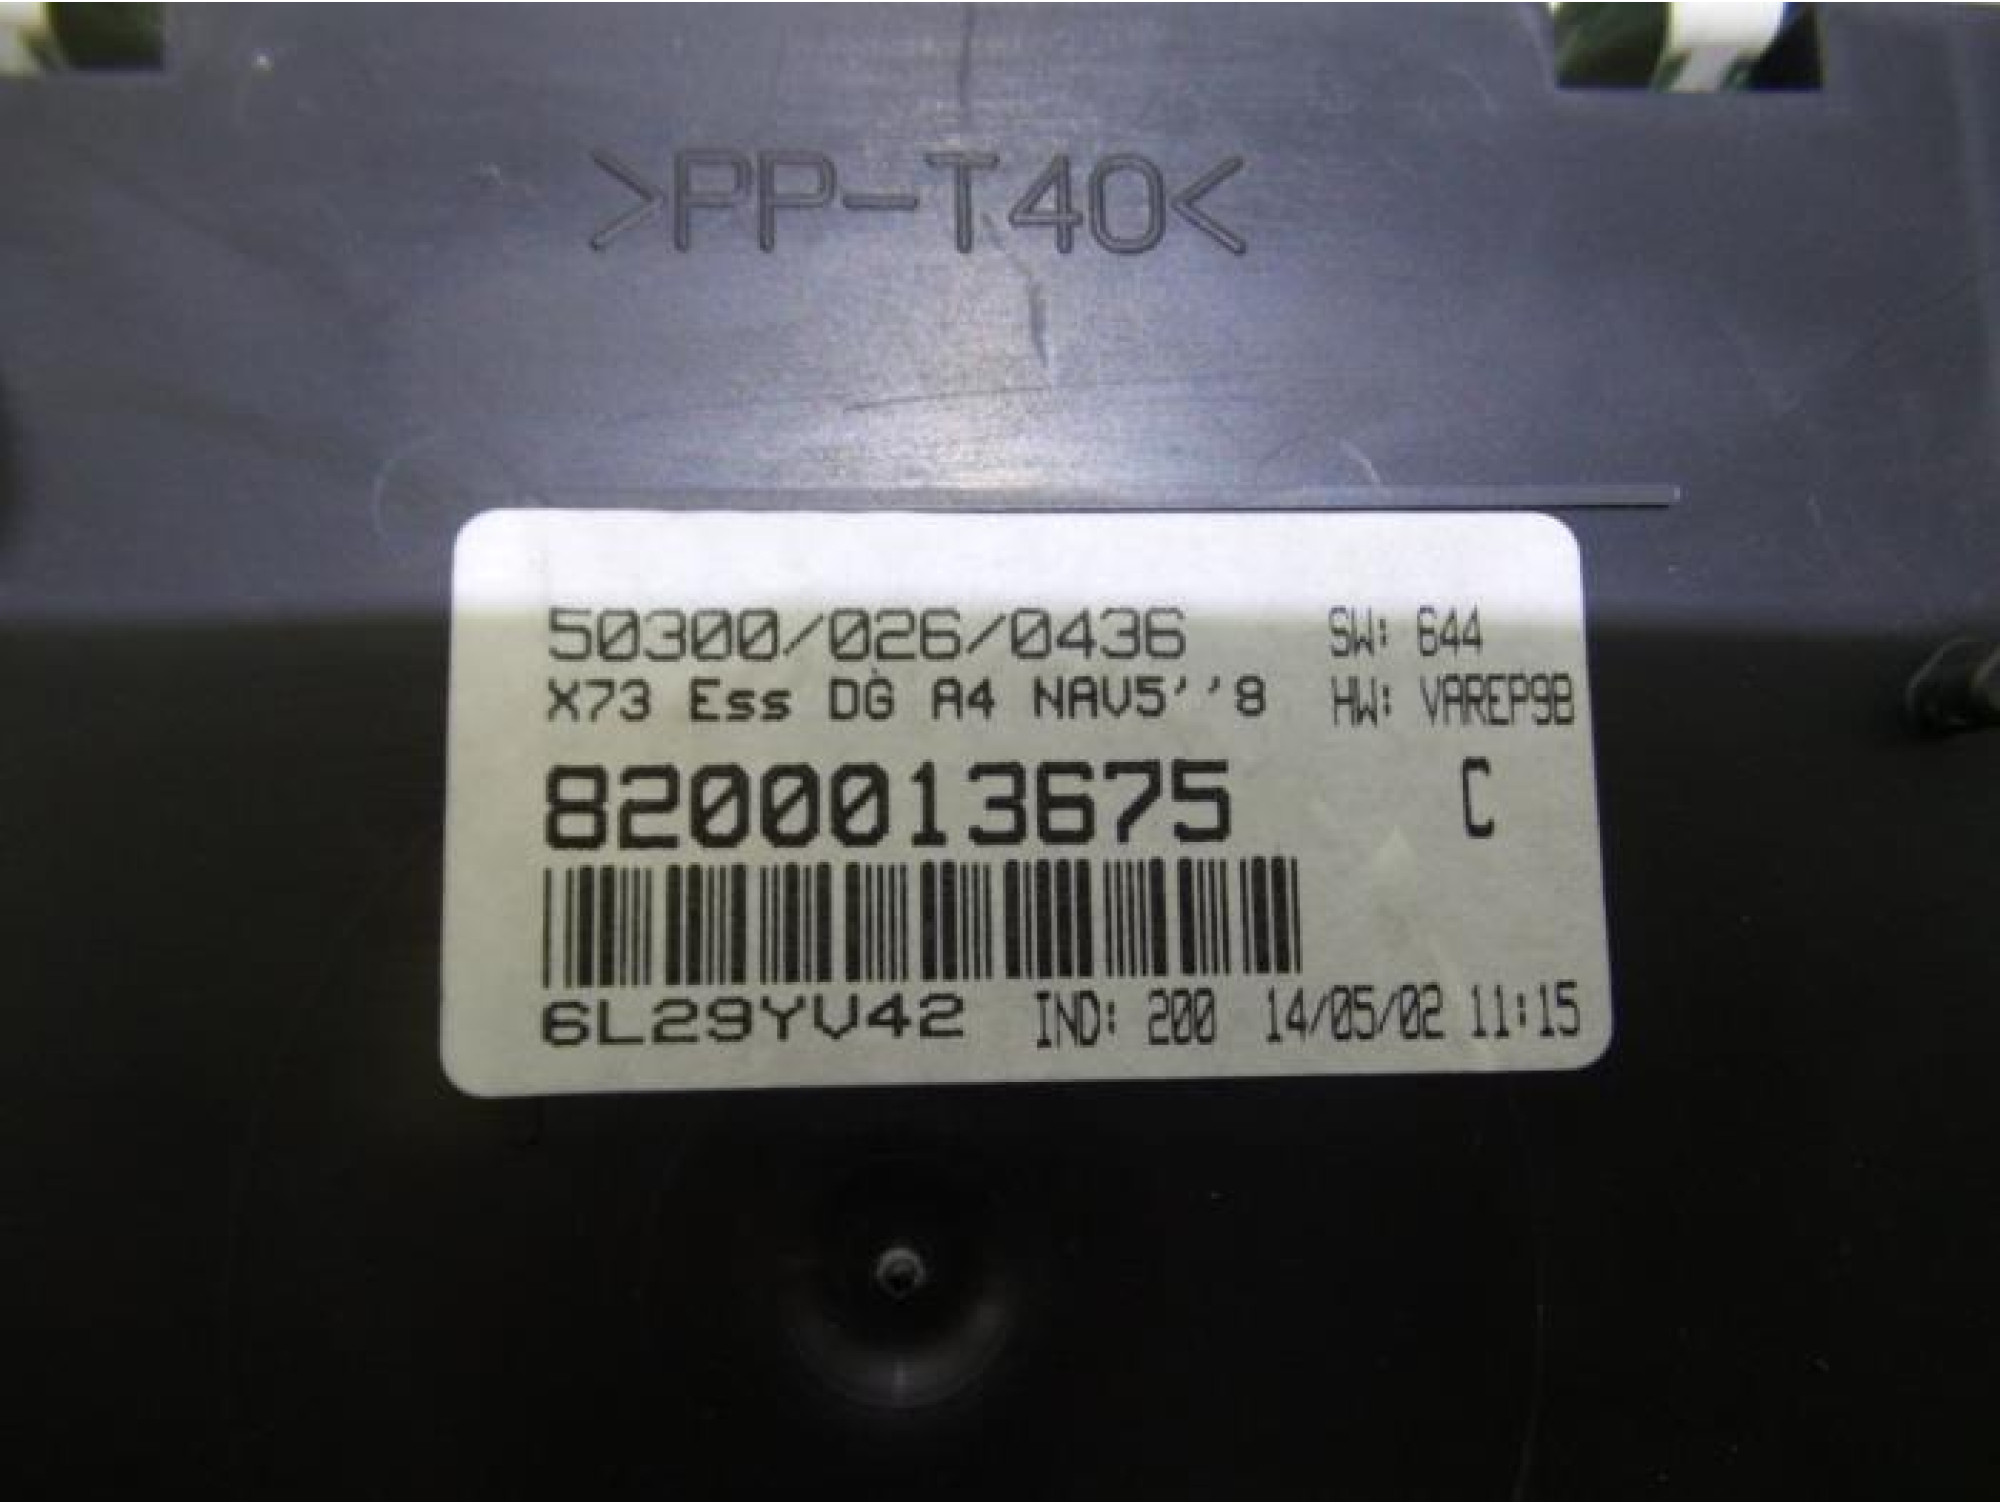 >PP-T40<
50300/026/0436 SW: 644
X73 Ess DG A4 NAV5''8 HW: VAREP9B
8200013675 C
6L29YV42 IND: 200 14/05/02 11:15